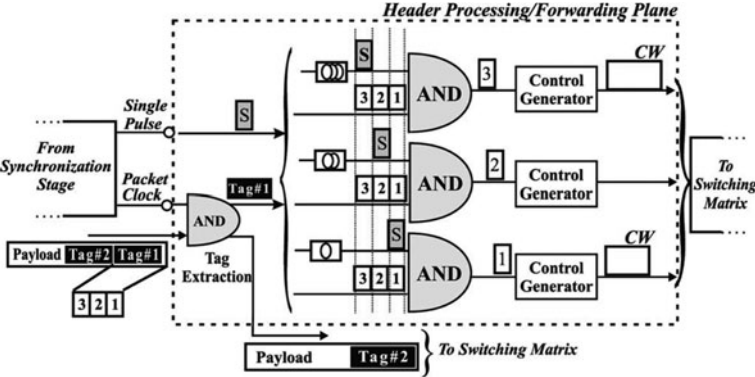 Header Processing/Forwarding Plane
CW
S
3
Control
Generator
AND
3 2 1
Single
Pulse
S
From
Synchronization
Stage
Packet
Clock
Tag#1
AND
Tag
Extraction
Payload Tag#2 Tag#1
3 2 1
S
2
Control
Generator
AND
3 2 1
To
Switching
Matrix
S
1
Control
Generator
CW
AND
3 2 1
Payload Tag#2
To Switching Matrix